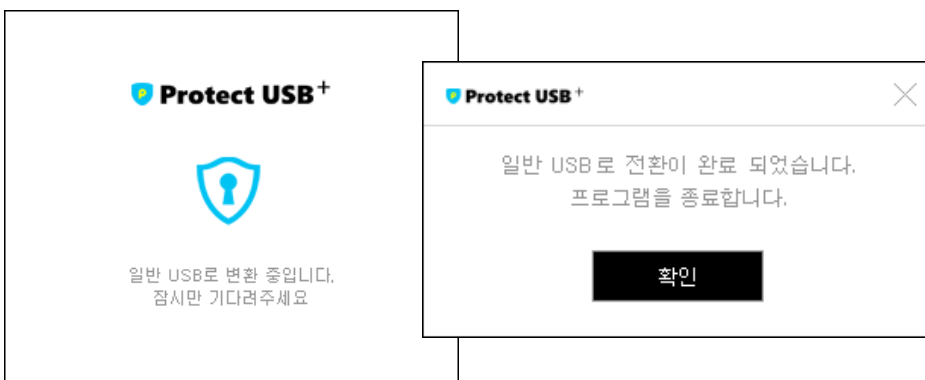 Protect USB+
일반 USB로 변환 중입니다.
잠시만 기다려주세요
Protect USB+
일반 USB로 전환이 완료 되었습니다.
프로그램을 종료합니다.
확인